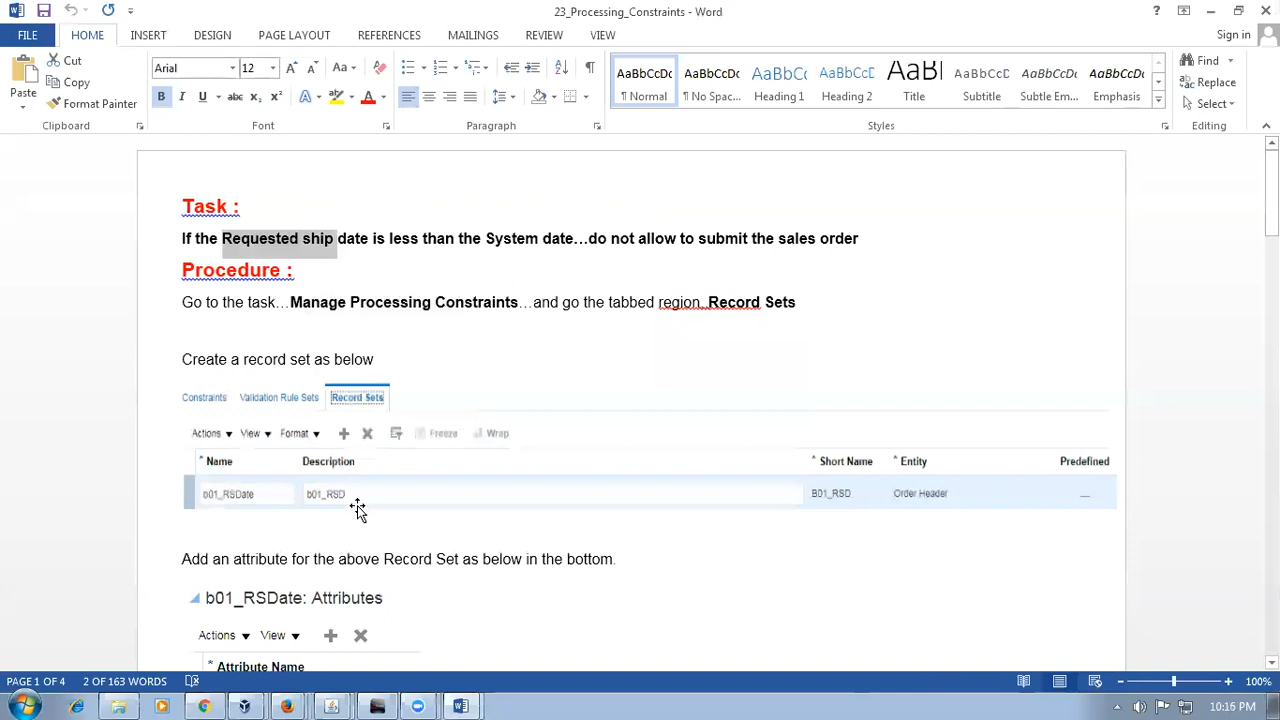 23_Processing_Constraints - Word
FILE HOME INSERT DESIGN PAGE LAYOUT REFERENCES MAILINGS REVIEW VIEW Sign in
Paste Cut Copy Format Painter
Arial 12
AaBbCcDc AaBbCcDc AaBbCc AaBbCcC AaBI AaBbCcD AaBbCcDc AaBbCcDc
¶ Normal ¶ No Spac... Heading 1 Heading 2 Title Subtitle Subtle Em... Emphasis
Find Replace Select
Clipboard Font Paragraph Styles Editing
Task :
If the Requested ship date is less than the System date…do not allow to submit the sales order
Procedure :
Go to the task…Manage Processing Constraints…and go the tabbed region..Record Sets
Create a record set as below
Constraints Validation Rule Sets Record Sets
Actions View Format Freeze Wrap
* Name Description * Short Name * Entity Predefined
b01_RSDate b01_RSD B01_RSD Order Header
Add an attribute for the above Record Set as below in the bottom.
b01_RSDate: Attributes
Actions View
* Attribute Name
PAGE 1 OF 4 2 OF 163 WORDS 100%
10:16 PM